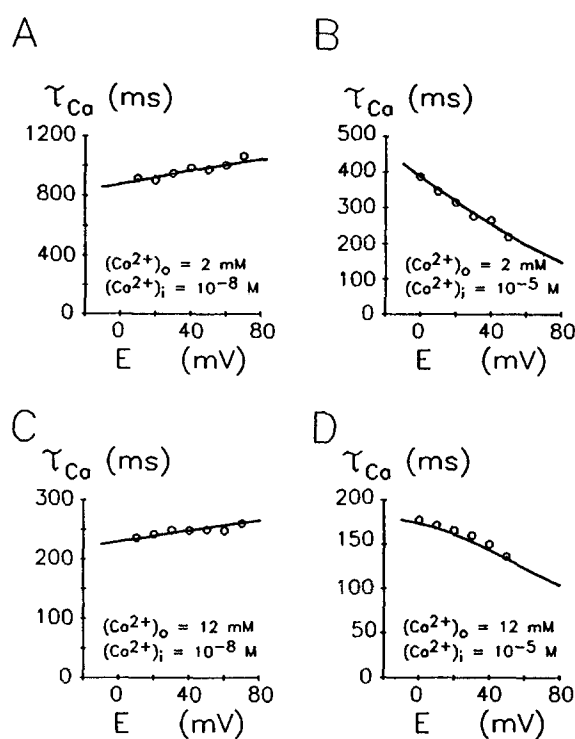 A
τCa (ms)
1200
800
400
0
(Ca2+)o = 2 mM
(Ca2+)i = 10−8 M
0 40 80
E (mV)
B
τCa (ms)
500
400
300
200
100
0
(Ca2+)o = 2 mM
(Ca2+)i = 10−5 M
0 40 80
E (mV)
C
τCa (ms)
300
200
0
(Ca2+)o = 12 mM
(Ca2+)i = 10−8 M
0 40 80
E (mV)
D
τCa (ms)
200
150
100
50
0
(Ca2+)o = 12 mM
(Ca2+)i = 10−5 M
0 40 80
E (mV)